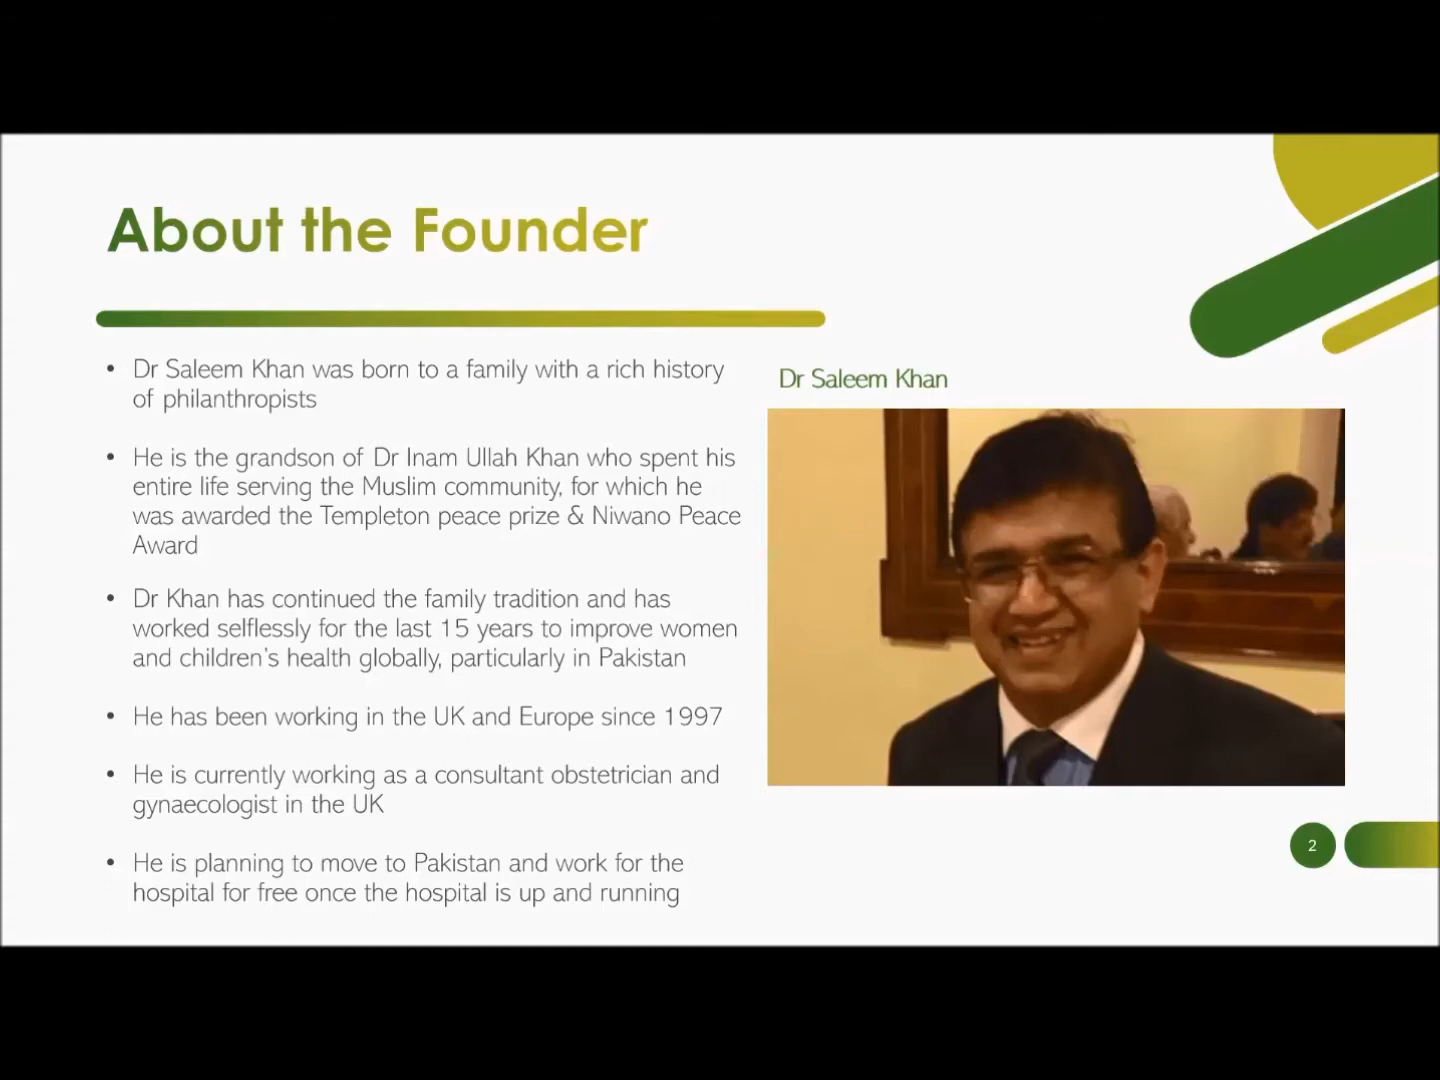 About the Founder
• Dr Saleem Khan was born to a family with a rich history
of philanthropists
• He is the grandson of Dr Inam Ullah Khan who spent his
entire life serving the Muslim community, for which he
was awarded the Templeton peace prize & Niwano Peace
Award
• Dr Khan has continued the family tradition and has
worked selflessly for the last 15 years to improve women
and children's health globally, particularly in Pakistan
• He has been working in the UK and Europe since 1997
• He is currently working as a consultant obstetrician and
gynaecologist in the UK
• He is planning to move to Pakistan and work for the
hospital for free once the hospital is up and running
Dr Saleem Khan
2